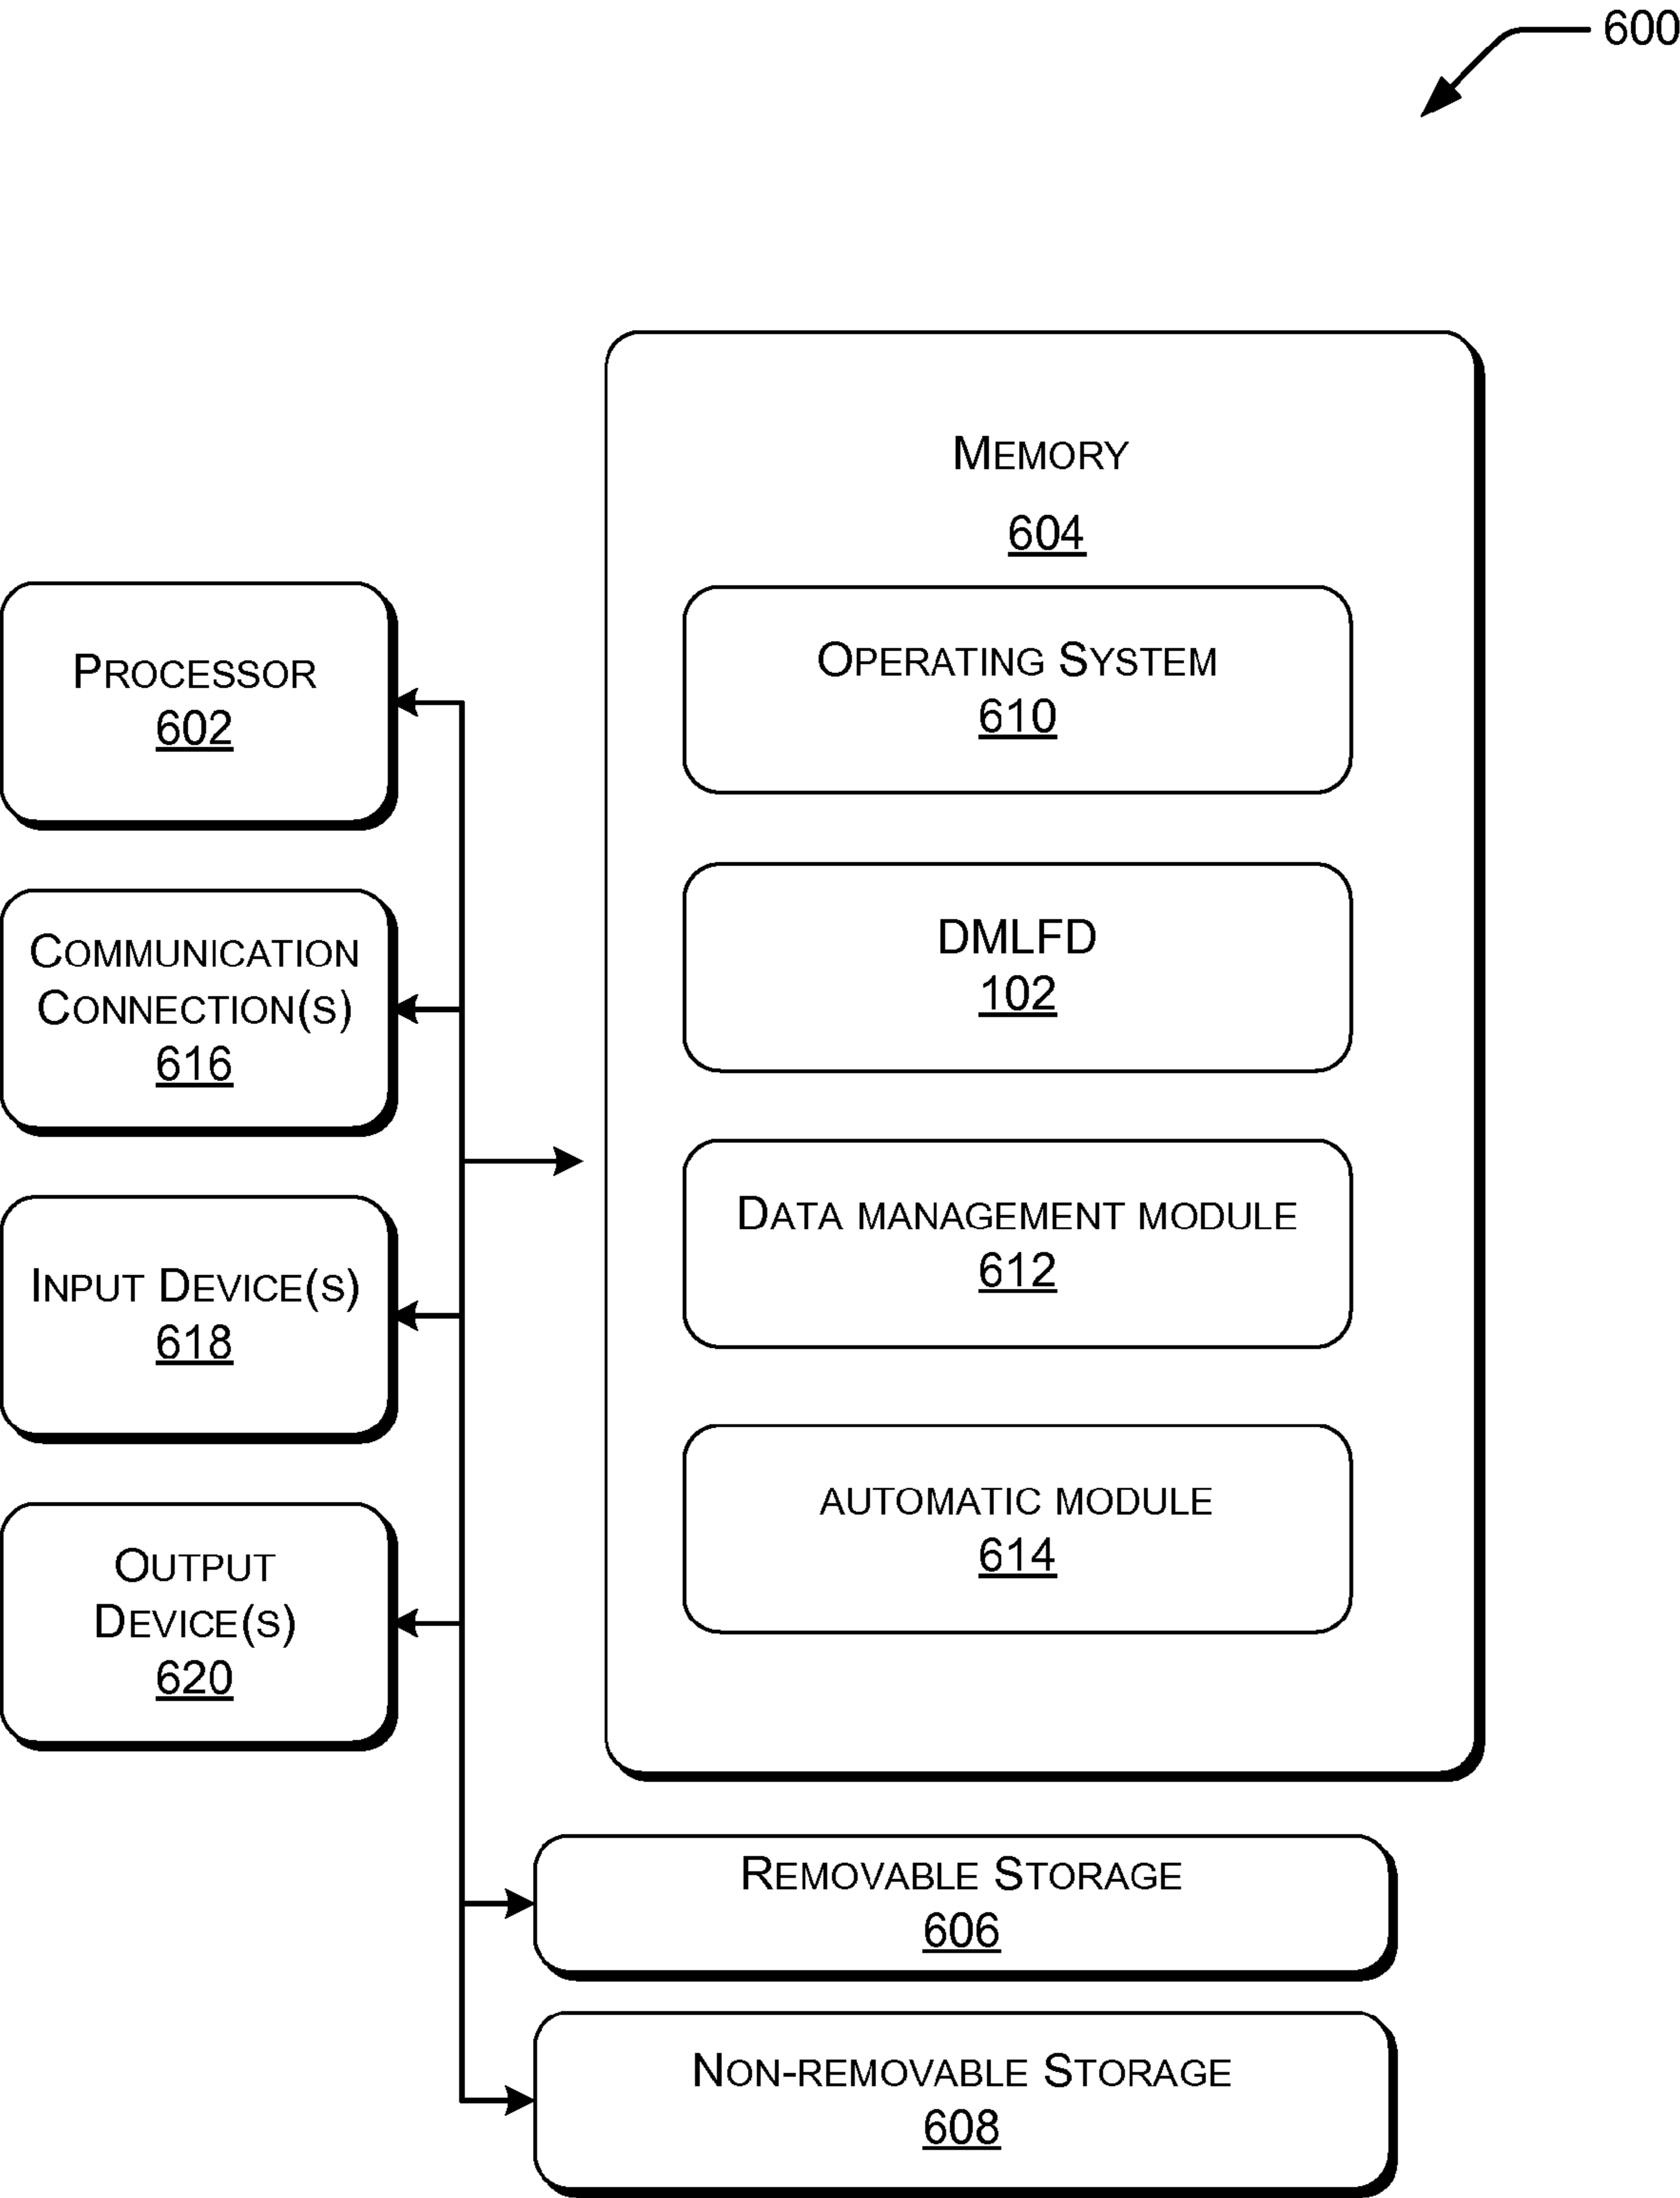 600
MEMORY
604
OPERATING SYSTEM
610
DMLFD
102
DATA MANAGEMENT MODULE
612
AUTOMATIC MODULE
614
PROCESSOR
602
COMMUNICATION
CONNECTION(S)
616
INPUT DEVICE(S)
618
OUTPUT
DEVICE(S)
620
REMOVABLE STORAGE
606
NON-REMOVABLE STORAGE
608